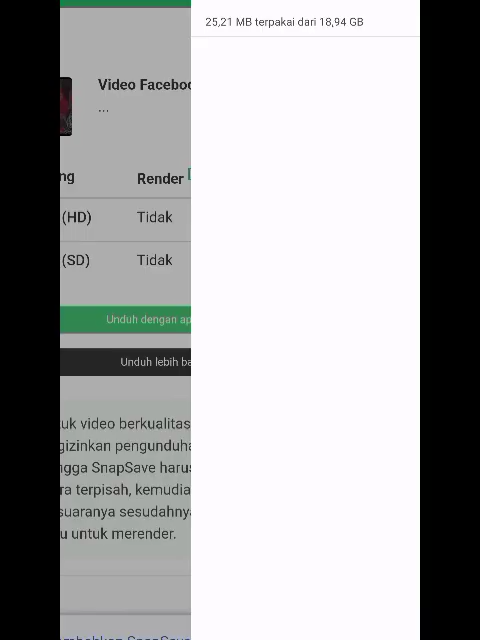 25,21 MB terpakai dari 18,94 GB
Video Faceboo
...
ng Render
(HD) Tidak
(SD) Tidak
Unduh dengan ap
Unduh lebih ba
uk video berkualitas
gizinkan pengunduha
ngga SnapSave harus
ra terpisah, kemudia
suaranya sesudahny
u untuk merender.